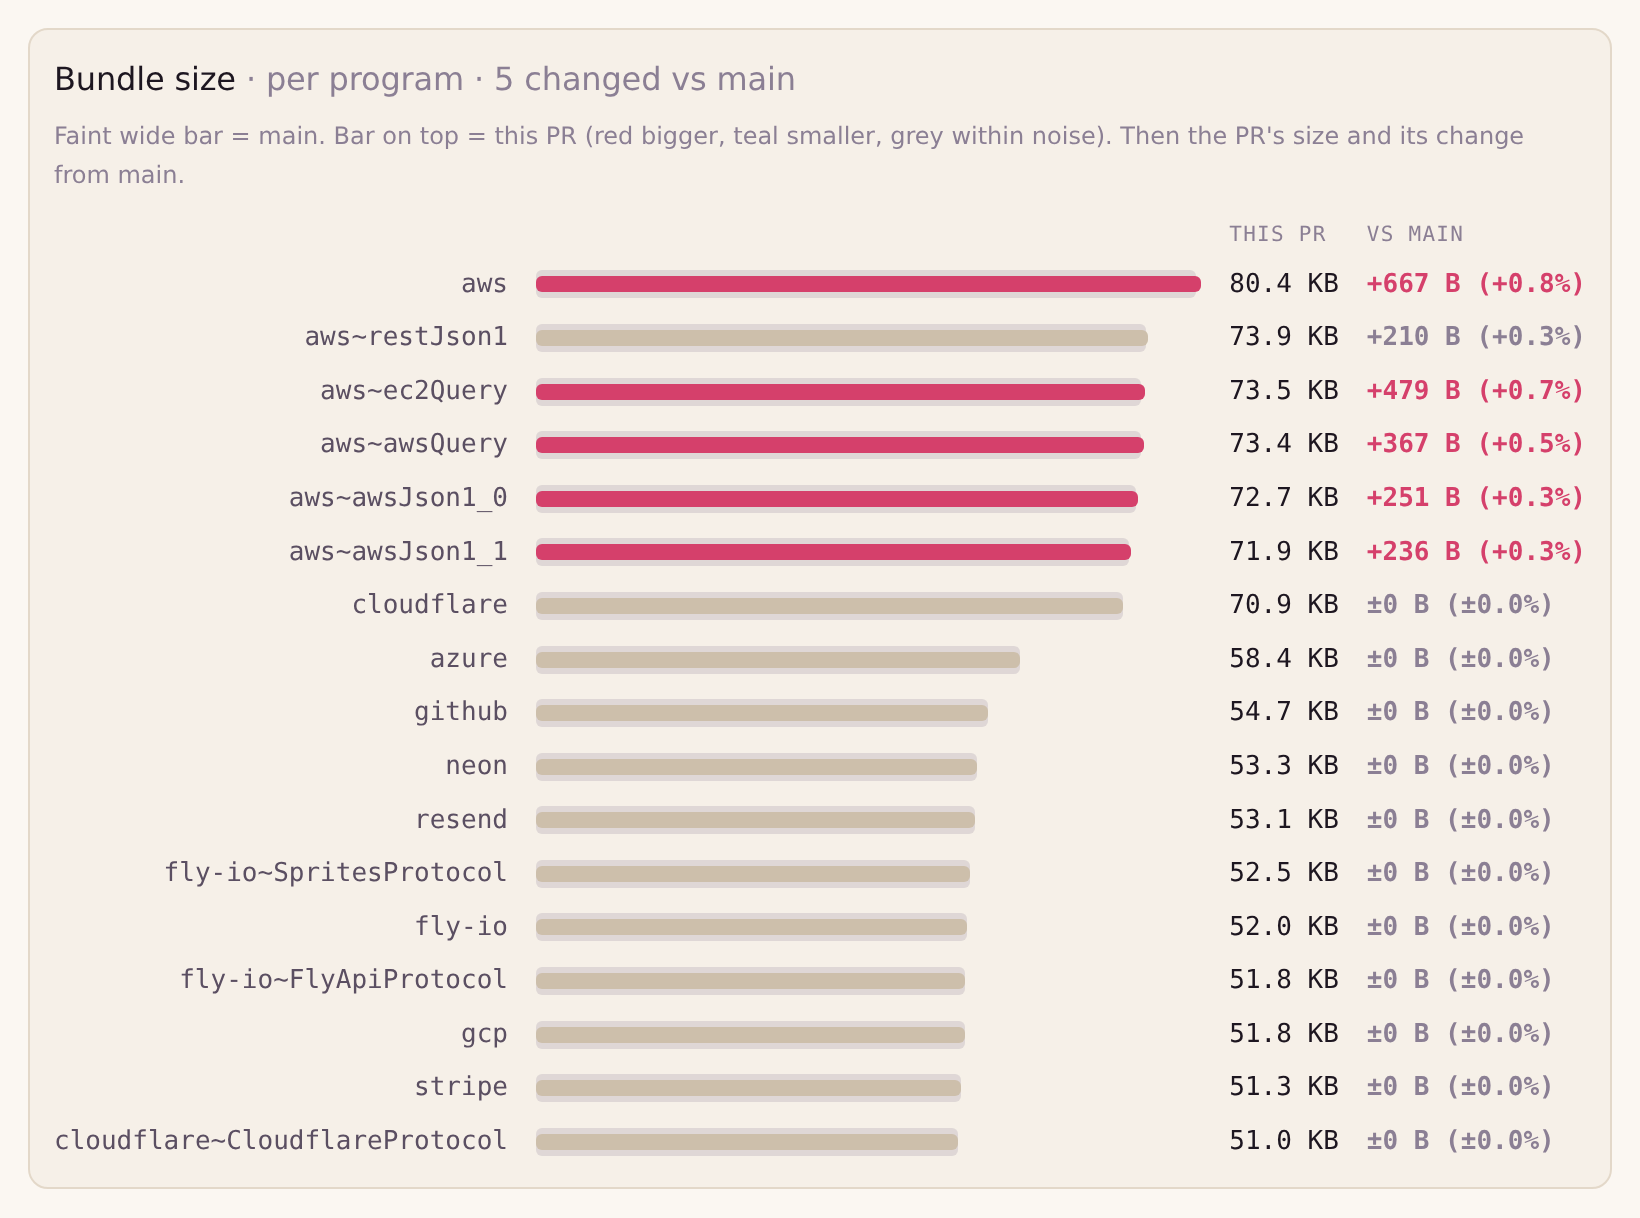 Bundle size · per program · 5 changed vs main
Faint wide bar = main. Bar on top = this PR (red bigger, teal smaller, grey within noise). Then the PR's size and its change
from main.
THIS PR VS MAIN
aws 80.4 KB +667 B (+0.8%)
aws~restJson1 73.9 KB +210 B (+0.3%)
aws~ec2Query 73.5 KB +479 B (+0.7%)
aws~awsQuery 73.4 KB +367 B (+0.5%)
aws~awsJson1_0 72.7 KB +251 B (+0.3%)
aws~awsJson1_1 71.9 KB +236 B (+0.3%)
cloudflare 70.9 KB ±0 B (±0.0%)
azure 58.4 KB ±0 B (±0.0%)
github 54.7 KB ±0 B (±0.0%)
neon 53.3 KB ±0 B (±0.0%)
resend 53.1 KB ±0 B (±0.0%)
fly-io~SpritesProtocol 52.5 KB ±0 B (±0.0%)
fly-io 52.0 KB ±0 B (±0.0%)
fly-io~FlyApiProtocol 51.8 KB ±0 B (±0.0%)
gcp 51.8 KB ±0 B (±0.0%)
stripe 51.3 KB ±0 B (±0.0%)
cloudflare~CloudflareProtocol 51.0 KB ±0 B (±0.0%)